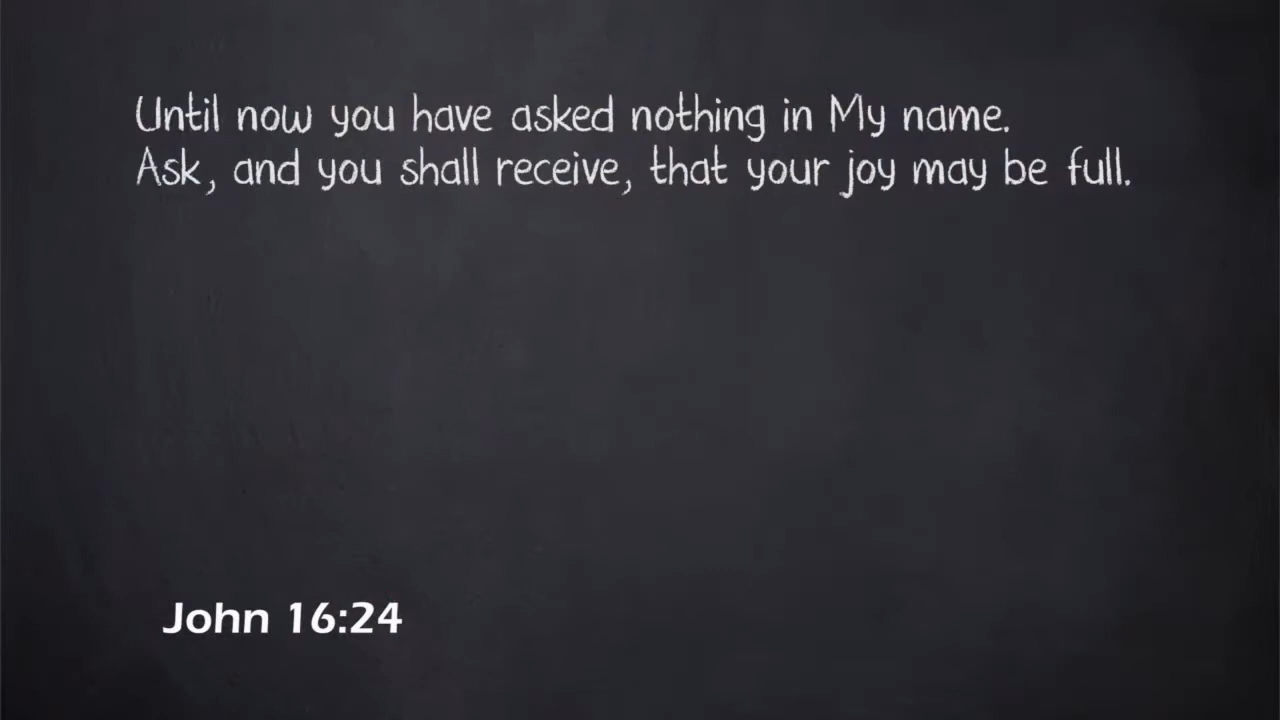 Until now you have asked nothing in My name.
Ask, and you shall receive, that your joy may be full.
John 16:24